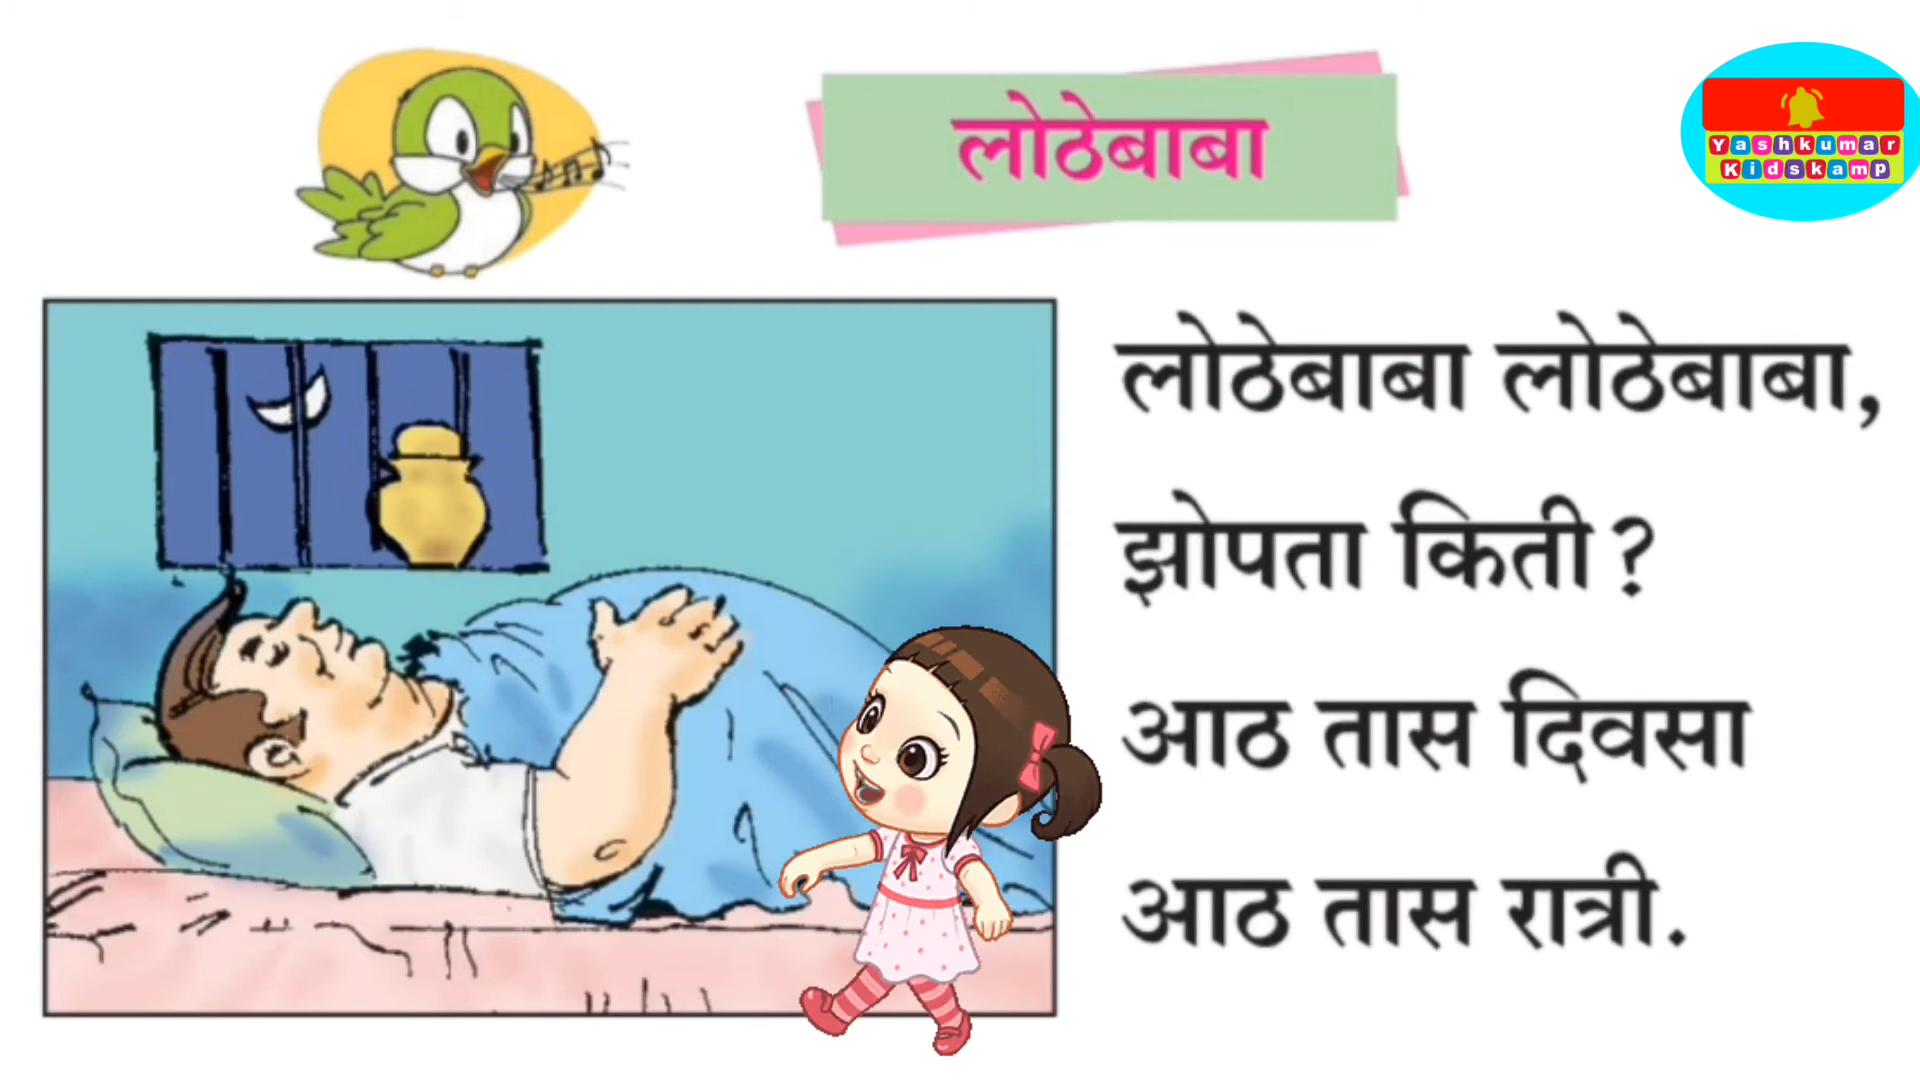 लोठेबाबा
Yashkumar
Kidskamp
लोठेबाबा लोठेबाबा,
झोपता किती?
आठ तास दिवसा
आठ तास रात्री.